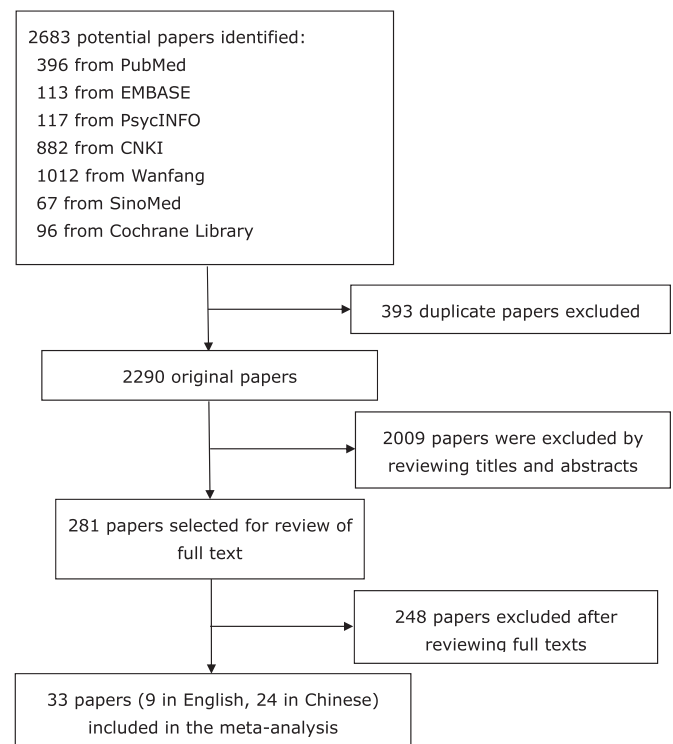 2683 potential papers identified:
396 from PubMed
113 from EMBASE
117 from PsycINFO
882 from CNKI
1012 from Wanfang
67 from SinoMed
96 from Cochrane Library
393 duplicate papers excluded
2290 original papers
2009 papers were excluded by
reviewing titles and abstracts
281 papers selected for review of
full text
248 papers excluded after
reviewing full texts
33 papers (9 in English, 24 in Chinese)
included in the meta-analysis